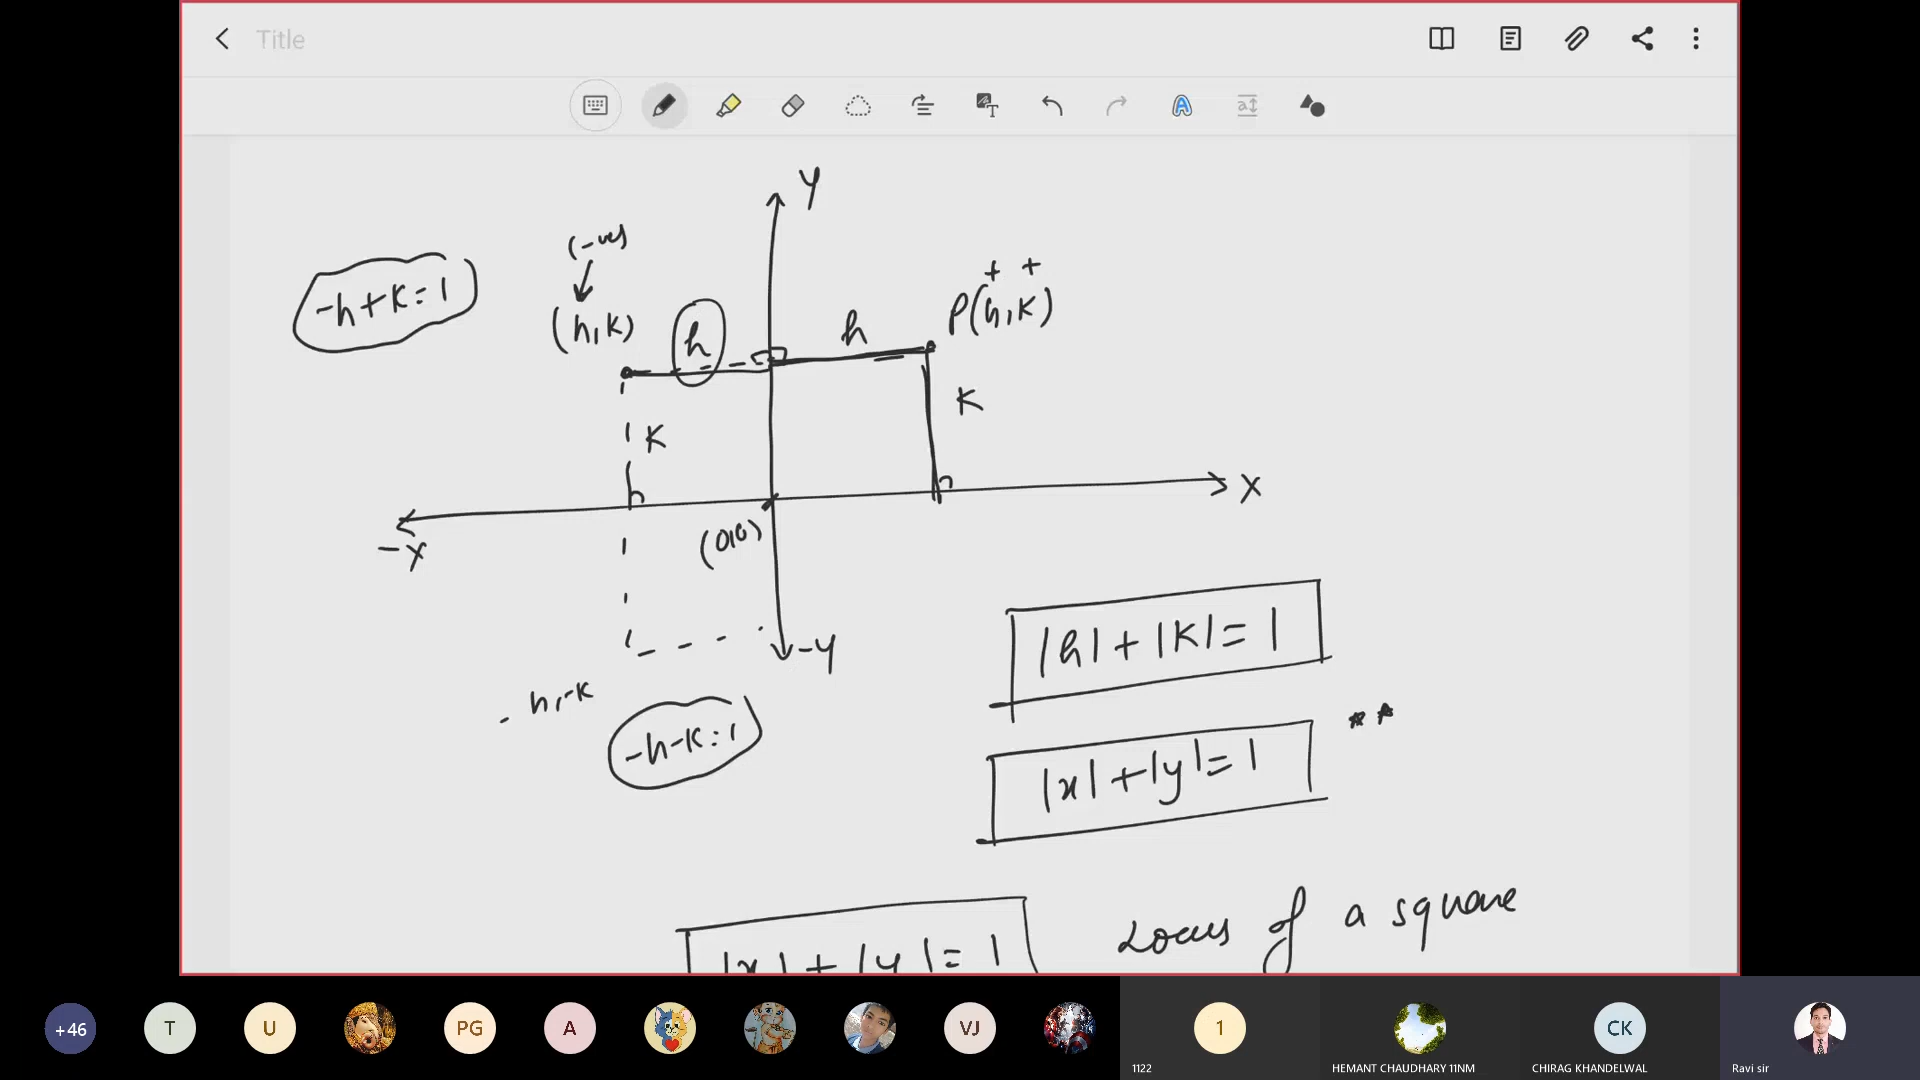 Title
Y
(-ve)
-h+K=1
(h,K)
h
h
+ +
P(h,K)
K
K
X
-X
(0,0)
-Y
|h|+|K|=1
- h,-K
-h-K=1
**
|x|+|y|=1
|x|+|y|=1
Locus of a square
+46
T
U
PG
A
VJ
1
1122
HEMANT CHAUDHARY 11NM
CK
CHIRAG KHANDELWAL
Ravi sir